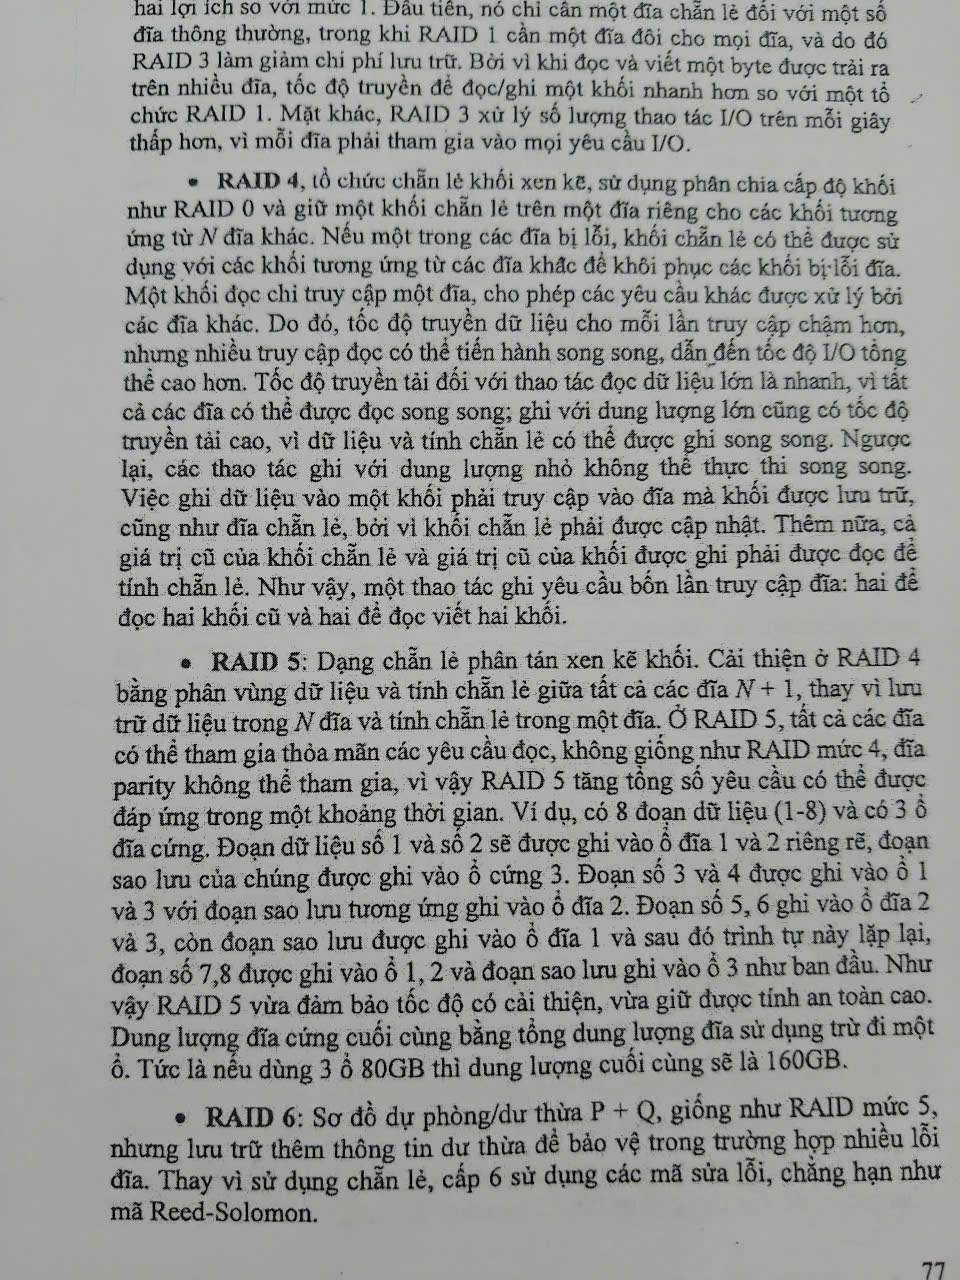 hai lợi ích so với mức 1. Đầu tiên, nó chỉ cần một đĩa chẵn lẻ đối với một số
đĩa thông thường, trong khi RAID 1 cần một đĩa đôi cho mọi đĩa, và do đó
RAID 3 làm giảm chi phí lưu trữ. Bởi vì khi đọc và viết một byte được trải ra
trên nhiều đĩa, tốc độ truyền để đọc/ghi một khối nhanh hơn so với một tổ
chức RAID 1. Mặt khác, RAID 3 xử lý số lượng thao tác I/O trên mỗi giây
thấp hơn, vì mỗi đĩa phải tham gia vào mọi yêu cầu I/O.
• RAID 4, tổ chức chẵn lẻ khối xen kẽ, sử dụng phân chia cấp độ khối
như RAID 0 và giữ một khối chẵn lẻ trên một đĩa riêng cho các khối tương
ứng từ N đĩa khác. Nếu một trong các đĩa bị lỗi, khối chẵn lẻ có thể được sử
dụng với các khối tương ứng từ các đĩa khác để khôi phục các khối bị lỗi đĩa.
Một khối đọc chỉ truy cập một đĩa, cho phép các yêu cầu khác được xử lý bởi
các đĩa khác. Do đó, tốc độ truyền dữ liệu cho mỗi lần truy cập chậm hơn,
nhưng nhiều truy cập đọc có thể tiến hành song song, dẫn đến tốc độ I/O tổng
thể cao hơn. Tốc độ truyền tải đối với thao tác đọc dữ liệu lớn là nhanh, vì tất
cả các đĩa có thể được đọc song song; ghi với dung lượng lớn cũng có tốc độ
truyền tải cao, vì dữ liệu và tính chẵn lẻ có thể được ghi song song. Ngược
lại, các thao tác ghi với dung lượng nhỏ không thể thực thi song song.
Việc ghi dữ liệu vào một khối phải truy cập vào đĩa mà khối được lưu trữ,
cũng như đĩa chẵn lẻ, bởi vì khối chẵn lẻ phải được cập nhật. Thêm nữa, cả
giá trị cũ của khối chẵn lẻ và giá trị cũ của khối được ghi phải được đọc để
tính chẵn lẻ. Như vậy, một thao tác ghi yêu cầu bốn lần truy cập đĩa: hai để
đọc hai khối cũ và hai để đọc viết hai khối.
• RAID 5: Dạng chẵn lẻ phân tán xen kẽ khối. Cải thiện ở RAID 4
bằng phân vùng dữ liệu và tính chẵn lẻ giữa tất cả các đĩa N + 1, thay vì lưu
trữ dữ liệu trong N đĩa và tính chẵn lẻ trong một đĩa. Ở RAID 5, tất cả các đĩa
có thể tham gia thỏa mãn các yêu cầu đọc, không giống như RAID mức 4, đĩa
parity không thể tham gia, vì vậy RAID 5 tăng tổng số yêu cầu có thể được
đáp ứng trong một khoảng thời gian. Ví dụ, có 8 đoạn dữ liệu (1-8) và có 3 ổ
đĩa cứng. Đoạn dữ liệu số 1 và số 2 sẽ được ghi vào ổ đĩa 1 và 2 riêng rẽ, đoạn
sao lưu của chúng được ghi vào ổ cứng 3. Đoạn số 3 và 4 được ghi vào ổ 1
và 3 với đoạn sao lưu tương ứng ghi vào ổ đĩa 2. Đoạn số 5, 6 ghi vào ổ đĩa 2
và 3, còn đoạn sao lưu được ghi vào ổ đĩa 1 và sau đó trình tự này lặp lại,
đoạn số 7,8 được ghi vào ổ 1, 2 và đoạn sao lưu ghi vào ổ 3 như ban đầu. Như
vậy RAID 5 vừa đảm bảo tốc độ có cải thiện, vừa giữ được tính an toàn cao.
Dung lượng đĩa cứng cuối cùng bằng tổng dung lượng đĩa sử dụng trừ đi một
ổ. Tức là nếu dùng 3 ổ 80GB thì dung lượng cuối cùng sẽ là 160GB.
• RAID 6: Sơ đồ dự phòng/dư thừa P + Q, giống như RAID mức 5,
nhưng lưu trữ thêm thông tin dư thừa để bảo vệ trong trường hợp nhiều lỗi
đĩa. Thay vì sử dụng chẵn lẻ, cấp 6 sử dụng các mã sửa lỗi, chẳng hạn như
mã Reed-Solomon.
77